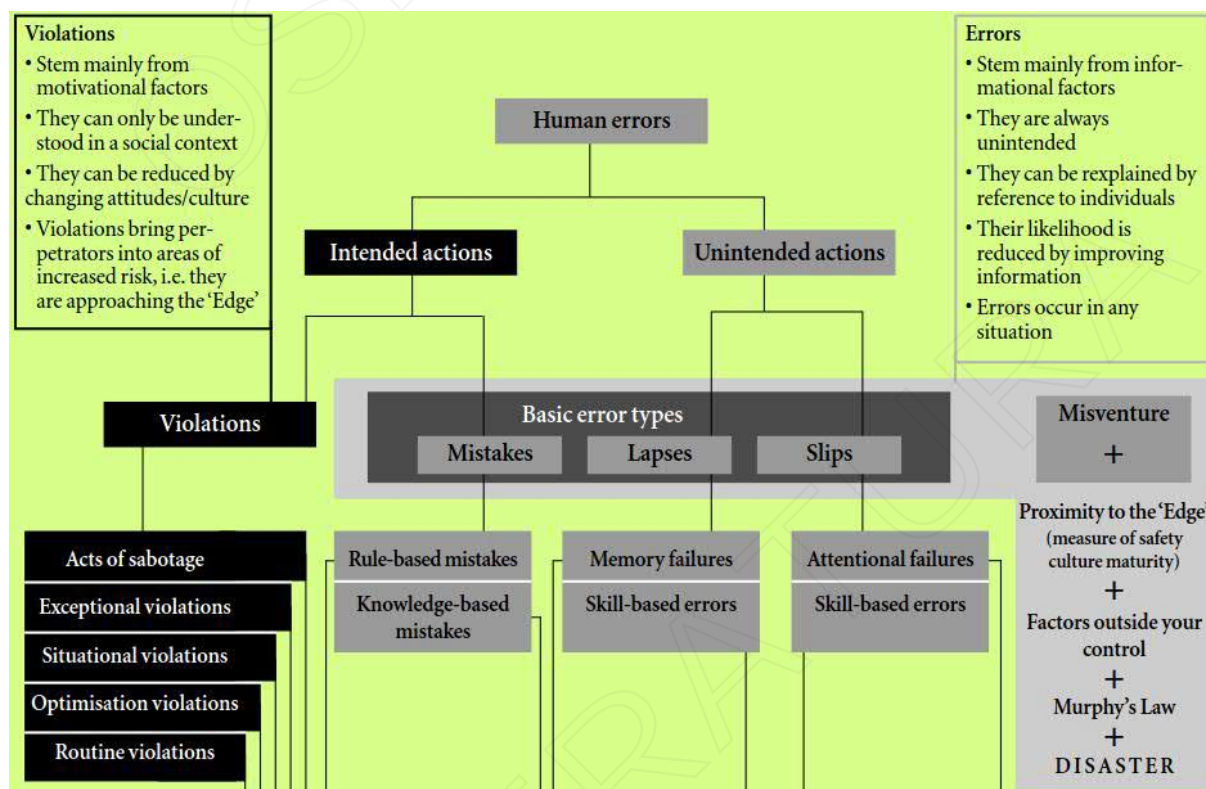 Violations
• Stem mainly from
motivational factors
• They can only be under-
stood in a social context
• They can be reduced by
changing attitudes/culture
• Violations bring per-
petrators into areas of
increased risk, i.e. they
are approaching the ‘Edge’
Errors
• Stem mainly from infor-
mational factors
• They are always
unintended
• They can be rexplained by
reference to individuals
• Their likelihood is
reduced by improving
information
• Errors occur in any
situation
Human errors
Intended actions
Unintended actions
Violations
Basic error types
Mistakes
Lapses
Slips
Acts of sabotage
Exceptional violations
Situational violations
Optimisation violations
Routine violations
Rule-based mistakes
Knowledge-based
mistakes
Memory failures
Skill-based errors
Attentional failures
Skill-based errors
Misventure
+
Proximity to the ‘Edge’
(measure of safety
culture maturity)
+
Factors outside your
control
+
Murphy’s Law
+
DISASTER